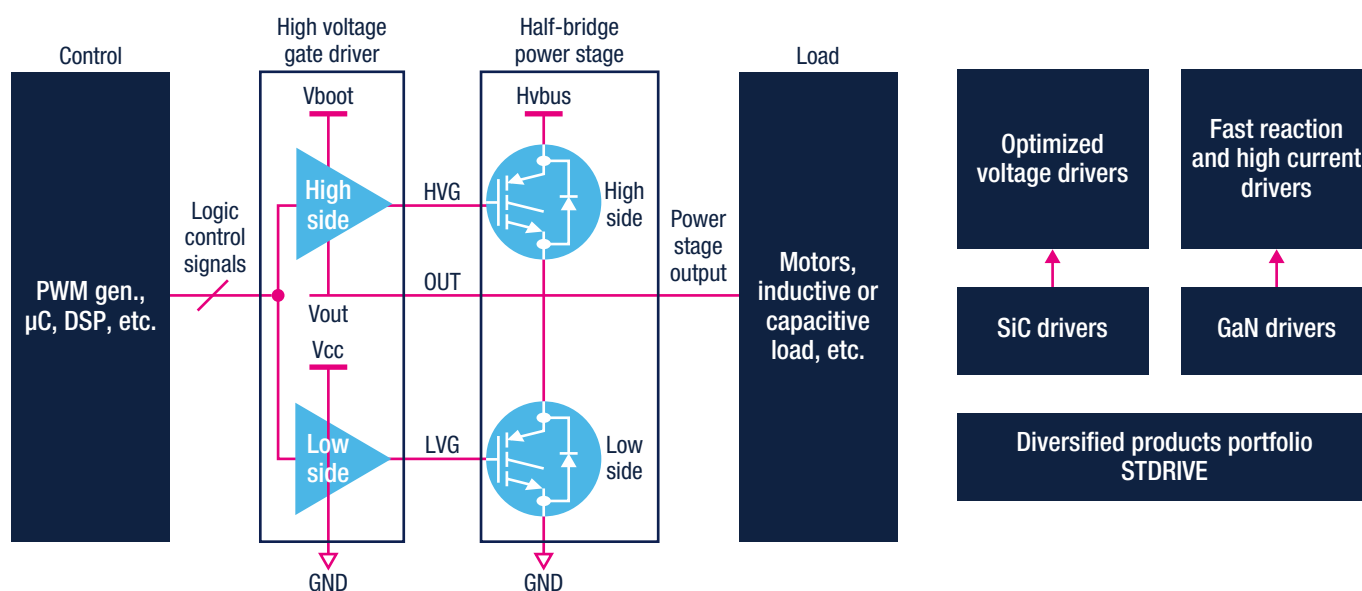 Control
PWM gen.,
µC, DSP, etc.
Logic
control
signals
High voltage
gate driver
Vboot
High
side
Vout
Vcc
Low
side
GND
HVG
OUT
LVG
Half-bridge
power stage
Hvbus
High
side
Low
side
GND
Power
stage
output
Load
Motors,
inductive or
capacitive
load, etc.
Optimized
voltage drivers
SiC drivers
Fast reaction
and high current
drivers
GaN drivers
Diversified products portfolio
STDRIVE